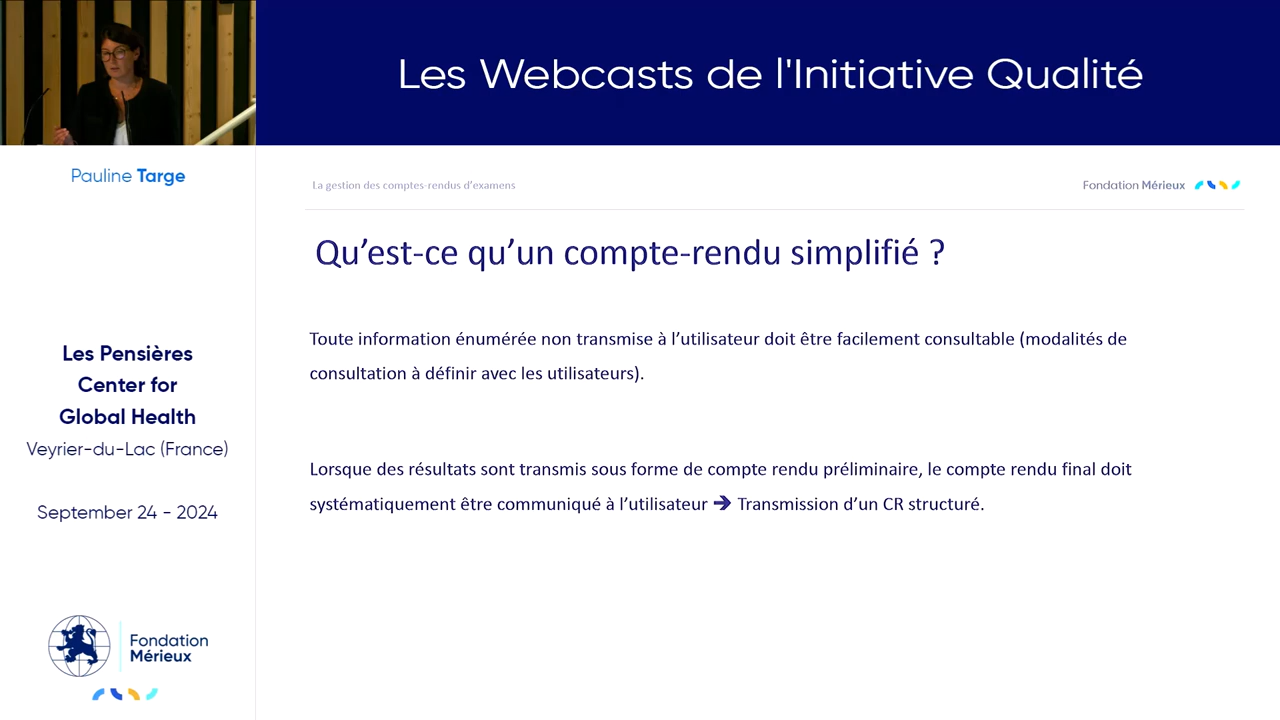 Les Webcasts de l'Initiative Qualité
Pauline Targe
Les Pensières
Center for
Global Health
Veyrier-du-Lac (France)
September 24 - 2024
Fondation
Mérieux
La gestion des comptes-rendus d’examens
Fondation Mérieux
Qu’est-ce qu’un compte-rendu simplifié ?
Toute information énumérée non transmise à l’utilisateur doit être facilement consultable (modalités de
consultation à définir avec les utilisateurs).
Lorsque des résultats sont transmis sous forme de compte rendu préliminaire, le compte rendu final doit
systématiquement être communiqué à l’utilisateur ➔ Transmission d’un CR structuré.